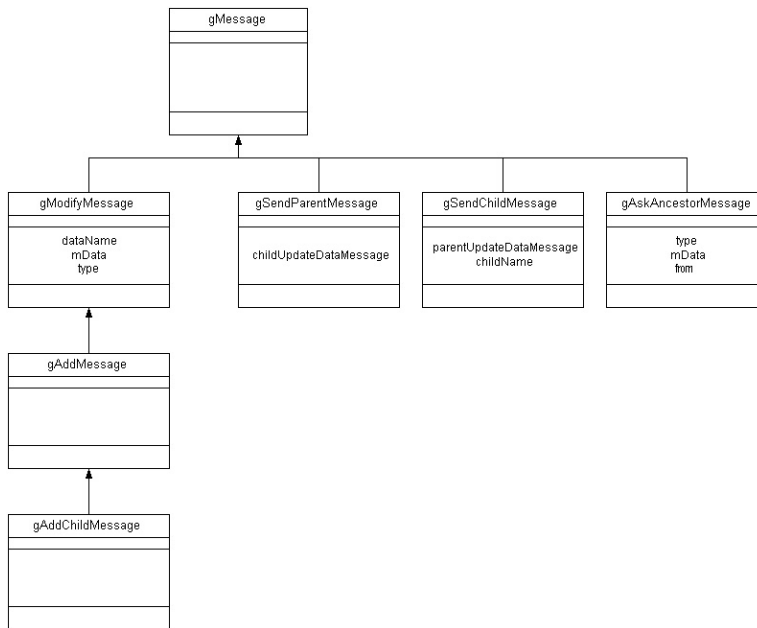 gMessage
gModifyMessage
dataName
mData
type
gSendParentMessage
childUpdateDataMessage
gSendChildMessage
parentUpdateDataMessage
childName
gAskAncestorMessage
type
mData
from
gAddMessage
gAddChildMessage